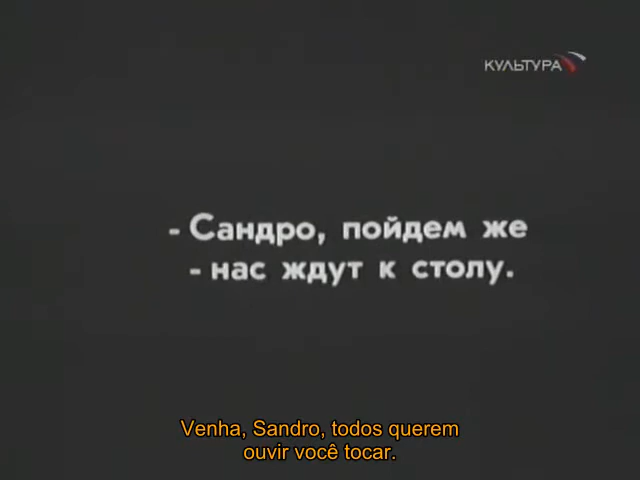 КУЛЬТУРА
- Сандро, пойдем же
- нас ждут к столу.
Venha, Sandro, todos querem
ouvir você tocar.